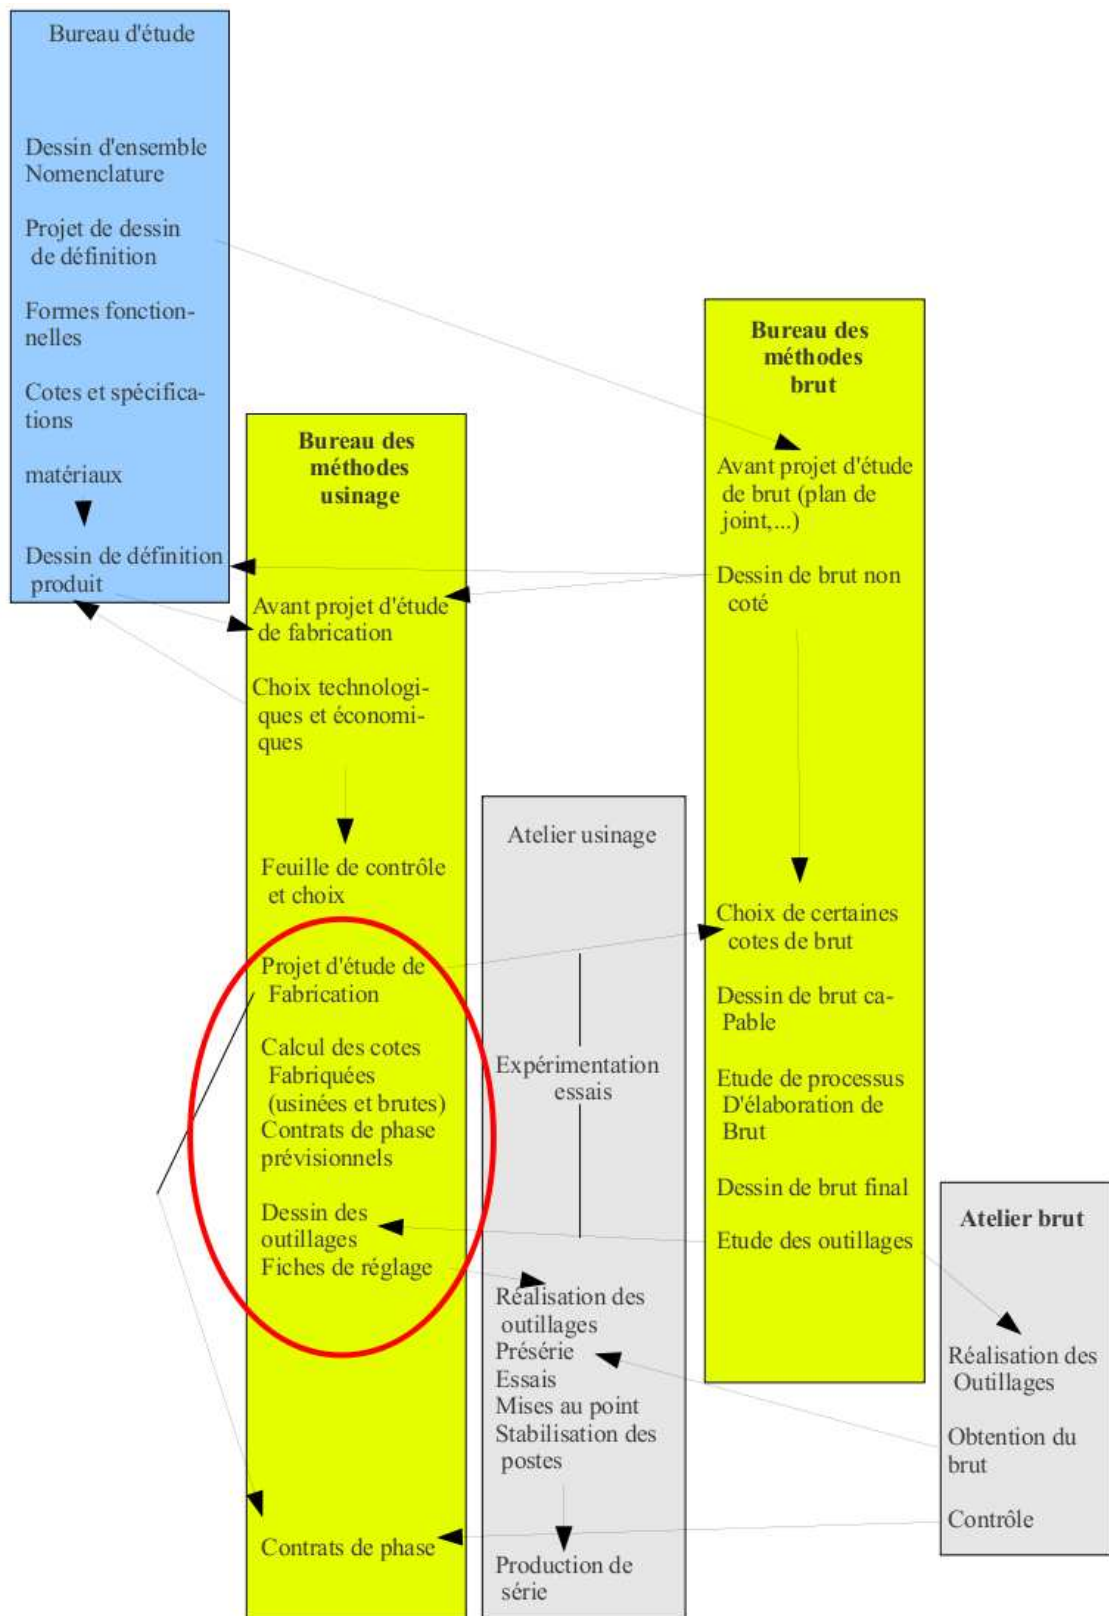 Bureau d'étude
Dessin d'ensemble
Nomenclature
Projet de dessin
de définition
Formes fonction-
nelles
Cotes et spécifica-
tions
matériaux
Dessin de définition
produit
Bureau des
méthodes
usinage
Avant projet d'étude
de fabrication
Choix technologi-
ques et économi-
ques
Feuille de contrôle
et choix
Projet d'étude de
Fabrication
Calcul des cotes
Fabriquées
(usinées et brutes)
Contrats de phase
prévisionnels
Dessin des
outillages
Fiches de réglage
Contrats de phase
Atelier usinage
Expérimentation
essais
Réalisation des
outillages
Présérie
Essais
Mises au point
Stabilisation des
postes
Production de
série
Bureau des
méthodes
brut
Avant projet d'étude
de brut (plan de
joint,...)
Dessin de brut non
coté
Choix de certaines
cotes de brut
Dessin de brut ca-
Pable
Etude de processus
D'élaboration de
Brut
Dessin de brut final
Etude des outillages
Atelier brut
Réalisation des
Outillages
Obtention du
brut
Contrôle